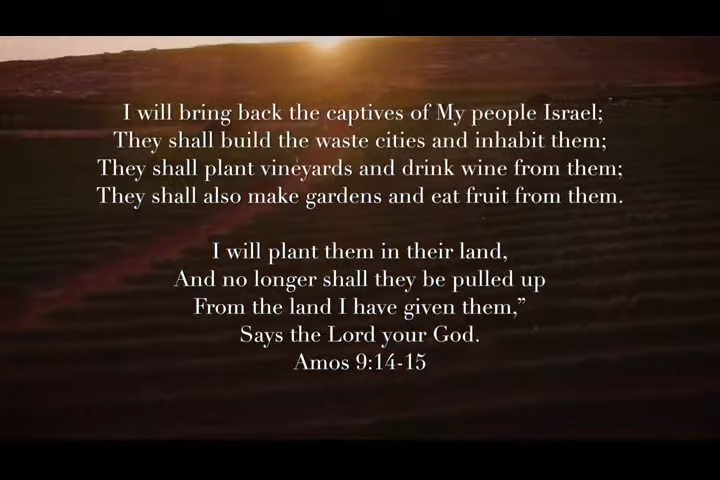 I will bring back the captives of My people Israel;
They shall build the waste cities and inhabit them;
They shall plant vineyards and drink wine from them;
They shall also make gardens and eat fruit from them.
I will plant them in their land,
And no longer shall they be pulled up
From the land I have given them,”
Says the Lord your God.
Amos 9:14-15